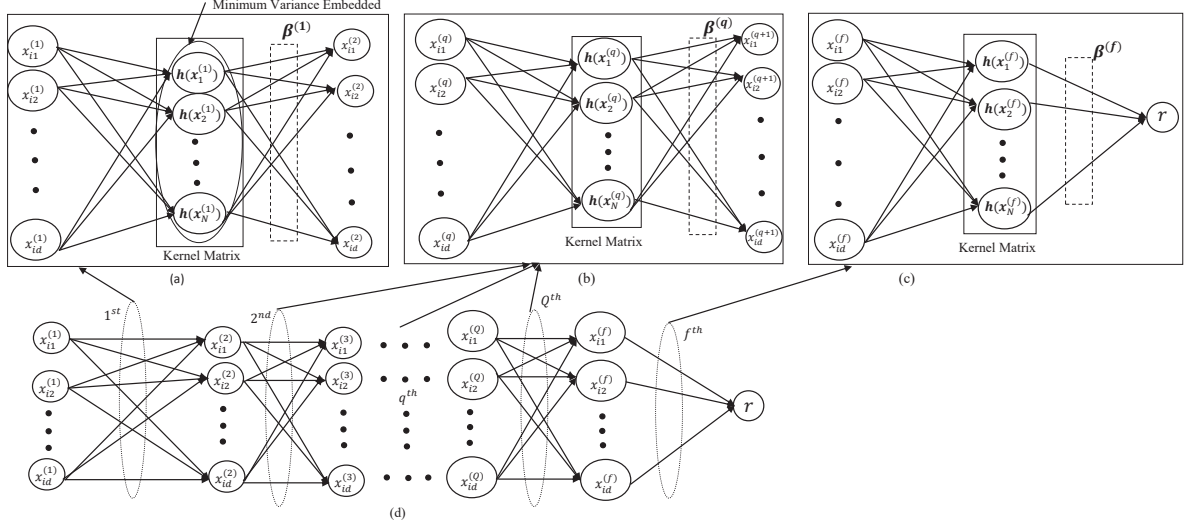 Minimum Variance Embedded
x_{i1}^{(1)}
x_{i2}^{(1)}
x_{id}^{(1)}
h(x_1^{(1)})
h(x_2^{(1)})
h(x_N^{(1)})
β^{(1)}
x_{i1}^{(2)}
x_{i2}^{(2)}
x_{id}^{(2)}
Kernel Matrix
(a)
x_{i1}^{(q)}
x_{i2}^{(q)}
x_{id}^{(q)}
h(x_1^{(q)})
h(x_2^{(q)})
h(x_N^{(q)})
β^{(q)}
x_{i1}^{(q+1)}
x_{i2}^{(q+1)}
x_{id}^{(q+1)}
Kernel Matrix
(b)
x_{i1}^{(f)}
x_{i2}^{(f)}
x_{id}^{(f)}
h(x_1^{(f)})
h(x_2^{(f)})
h(x_N^{(f)})
β^{(f)}
r
Kernel Matrix
(c)
1^{st}
2^{nd}
q^{th}
Q^{th}
f^{th}
x_{i1}^{(1)}
x_{i2}^{(1)}
x_{id}^{(1)}
x_{i1}^{(2)}
x_{i2}^{(2)}
x_{id}^{(2)}
x_{i1}^{(3)}
x_{i2}^{(3)}
x_{id}^{(3)}
x_{i1}^{(Q)}
x_{i2}^{(Q)}
x_{id}^{(Q)}
x_{i1}^{(f)}
x_{i2}^{(f)}
x_{id}^{(f)}
r
(d)